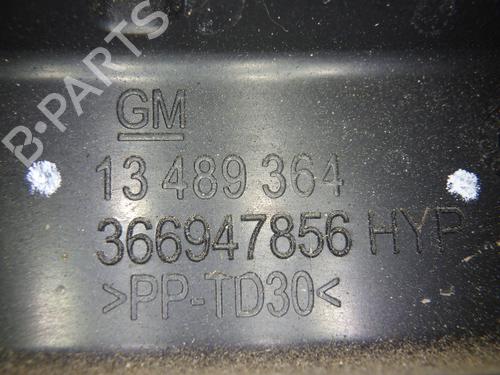 B-PARTS
GM
13 489 364
366947856 HYP
>PP-TD30<